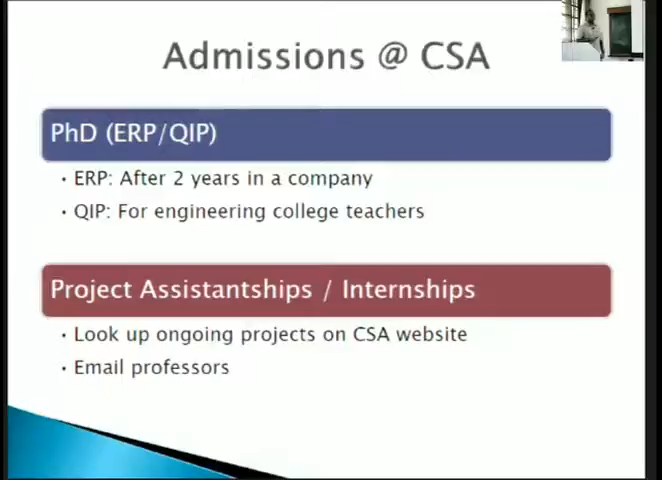 Admissions @ CSA
PhD (ERP/QIP)
• ERP: After 2 years in a company
• QIP: For engineering college teachers
Project Assistantships / Internships
• Look up ongoing projects on CSA website
• Email professors